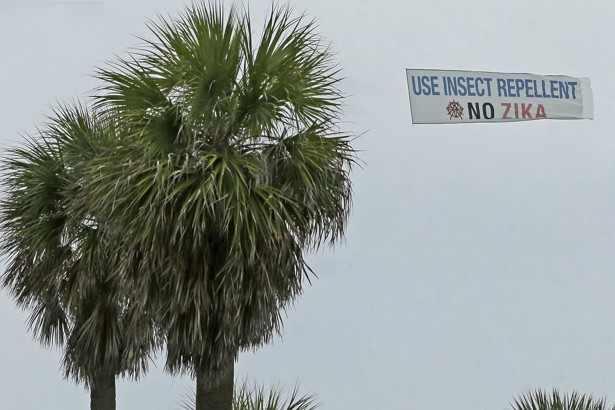 USE INSECT REPELLENT
NO ZIKA